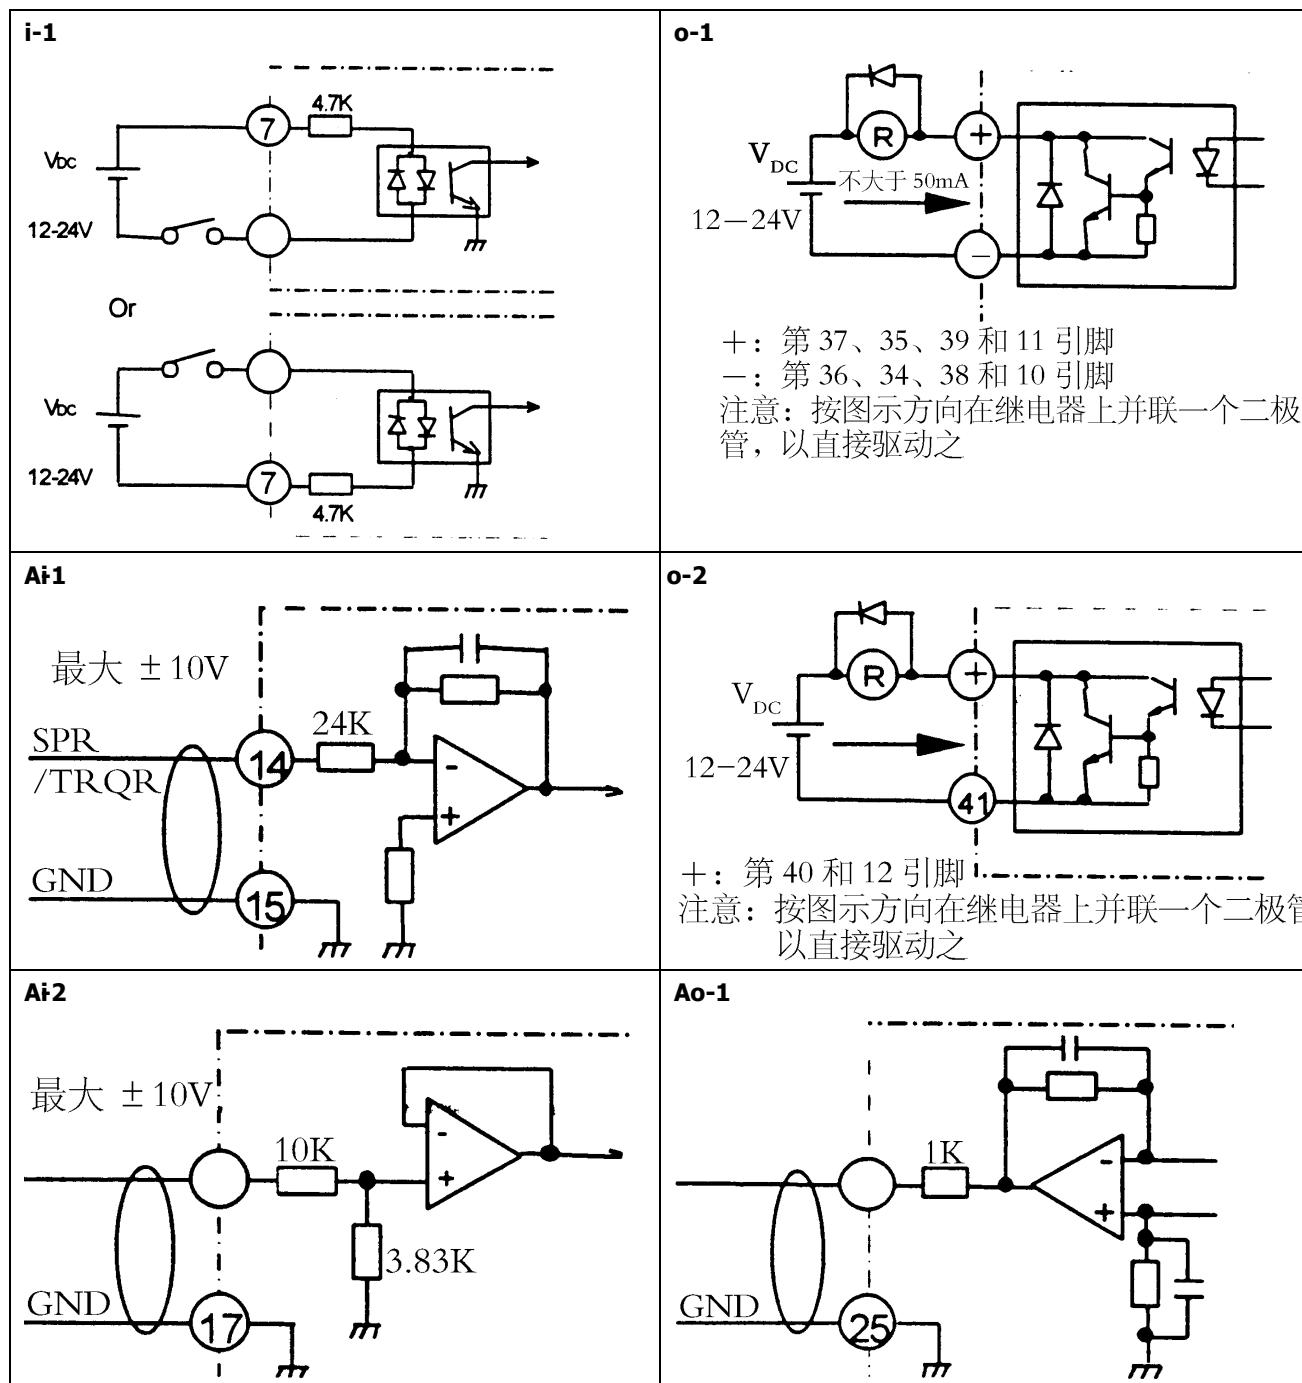 i-1
4.7K
7
VDC
12-24V
Or
VDC
12-24V
7
4.7K
o-1
R
+
VDC
不大于 50mA
12－24V
－
＋：第 37、35、39 和 11 引脚
－：第 36、34、38 和 10 引脚
注意：按图示方向在继电器上并联一个二极
管，以直接驱动之
Ai-1
最大 ±10V
SPR
/TRQR
14
24K
-
+
GND
15
o-2
R
+
VDC
12－24V
41
＋：第 40 和 12 引脚
注意：按图示方向在继电器上并联一个二极管
以直接驱动之
Ai-2
最大 ±10V
10K
-
+
3.83K
GND
17
Ao-1
1K
-
+
GND
25